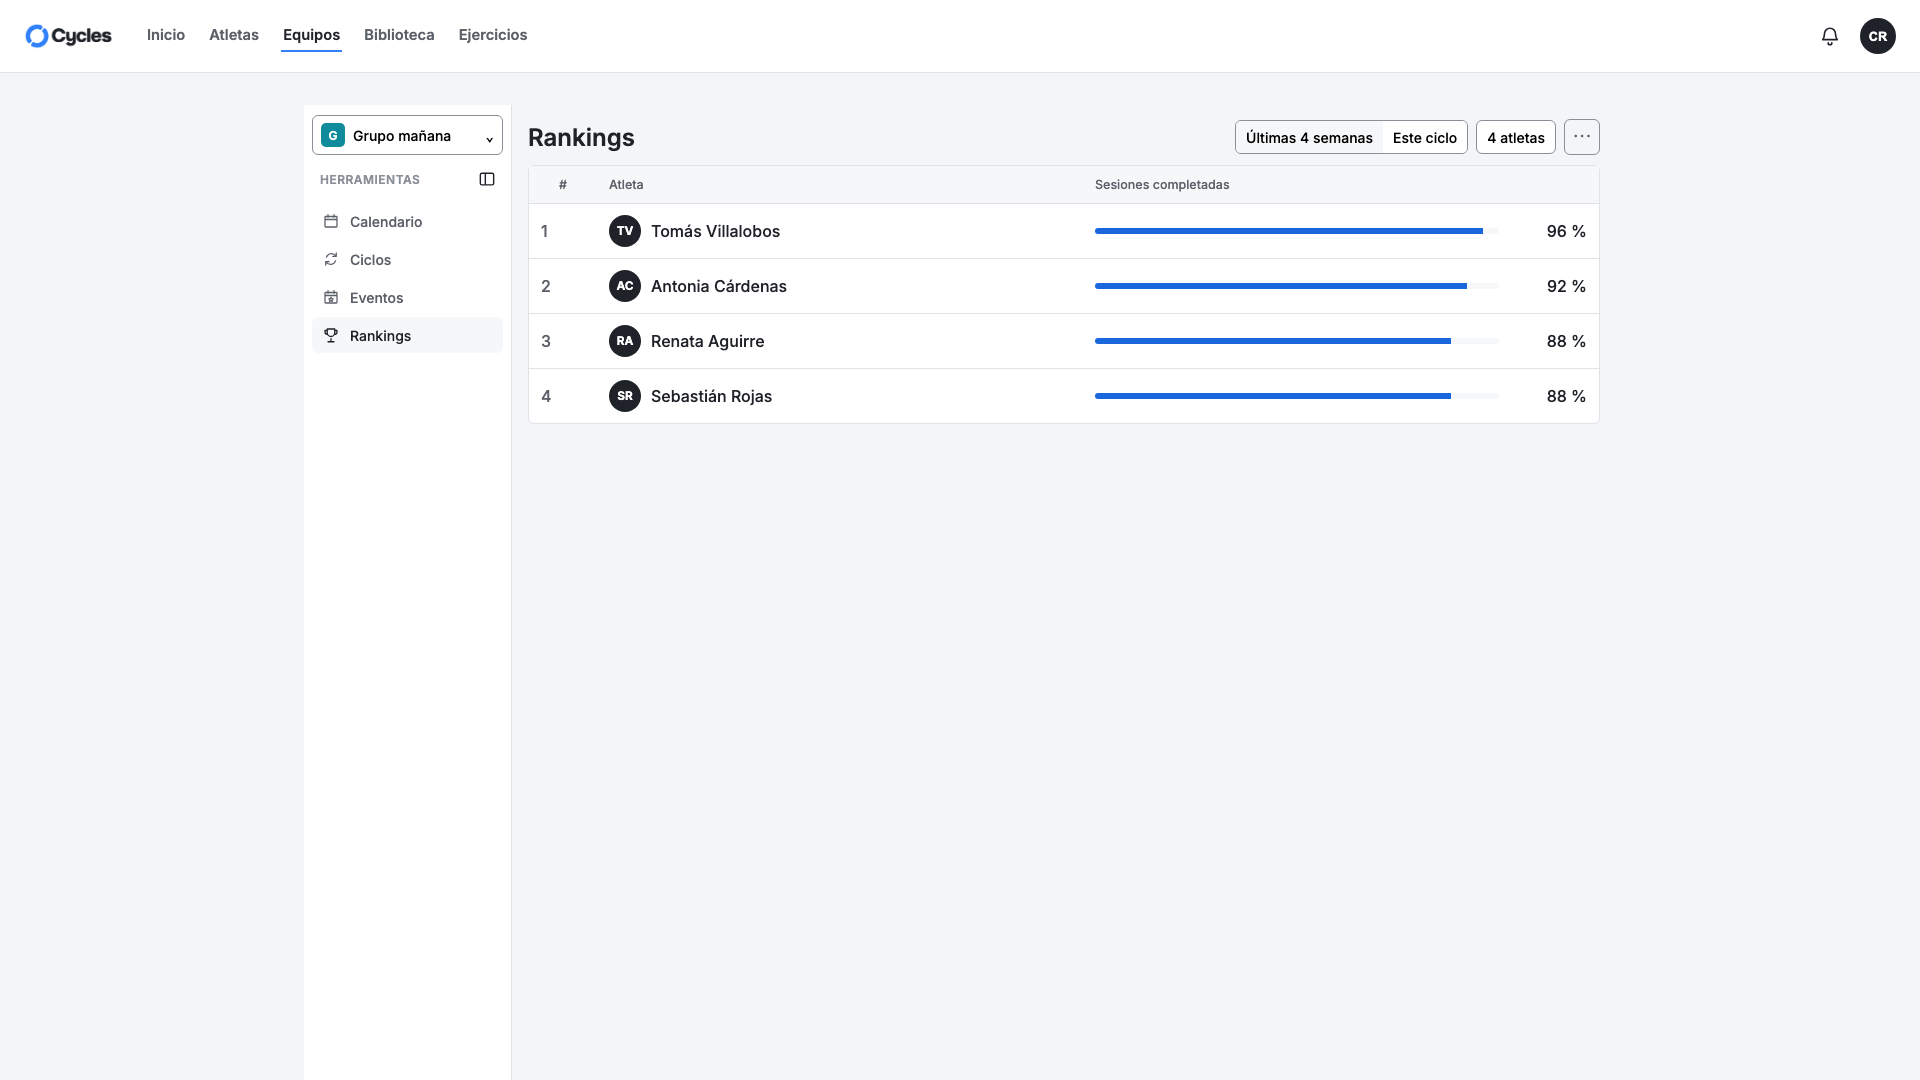 Cycles Inicio Atletas Equipos Biblioteca Ejercicios CR
G Grupo mañana
HERRAMIENTAS
Calendario
Ciclos
Eventos
Rankings
Rankings Últimas 4 semanas Este ciclo 4 atletas ...
# Atleta Sesiones completadas
1 TV Tomás Villalobos 96 %
2 AC Antonia Cárdenas 92 %
3 RA Renata Aguirre 88 %
4 SR Sebastián Rojas 88 %